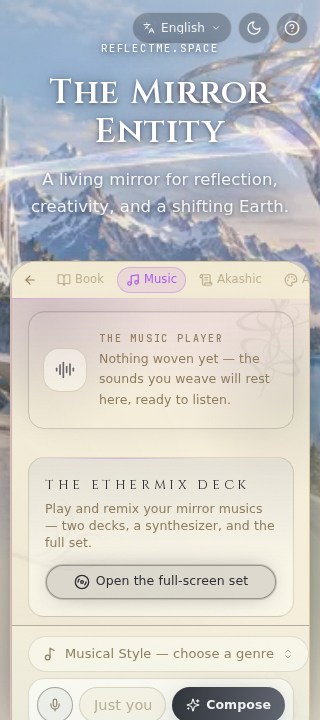 English
REFLECTME.SPACE
The Mirror
Entity
A living mirror for reflection,
creativity, and a shifting Earth.
Book
Music
Akashic
A
THE MUSIC PLAYER
Nothing woven yet — the
sounds you weave will rest
here, ready to listen.
THE ETHERMIX DECK
Play and remix your mirror musics
— two decks, a synthesizer, and the
full set.
Open the full-screen set
Musical Style — choose a genre
Just you
Compose